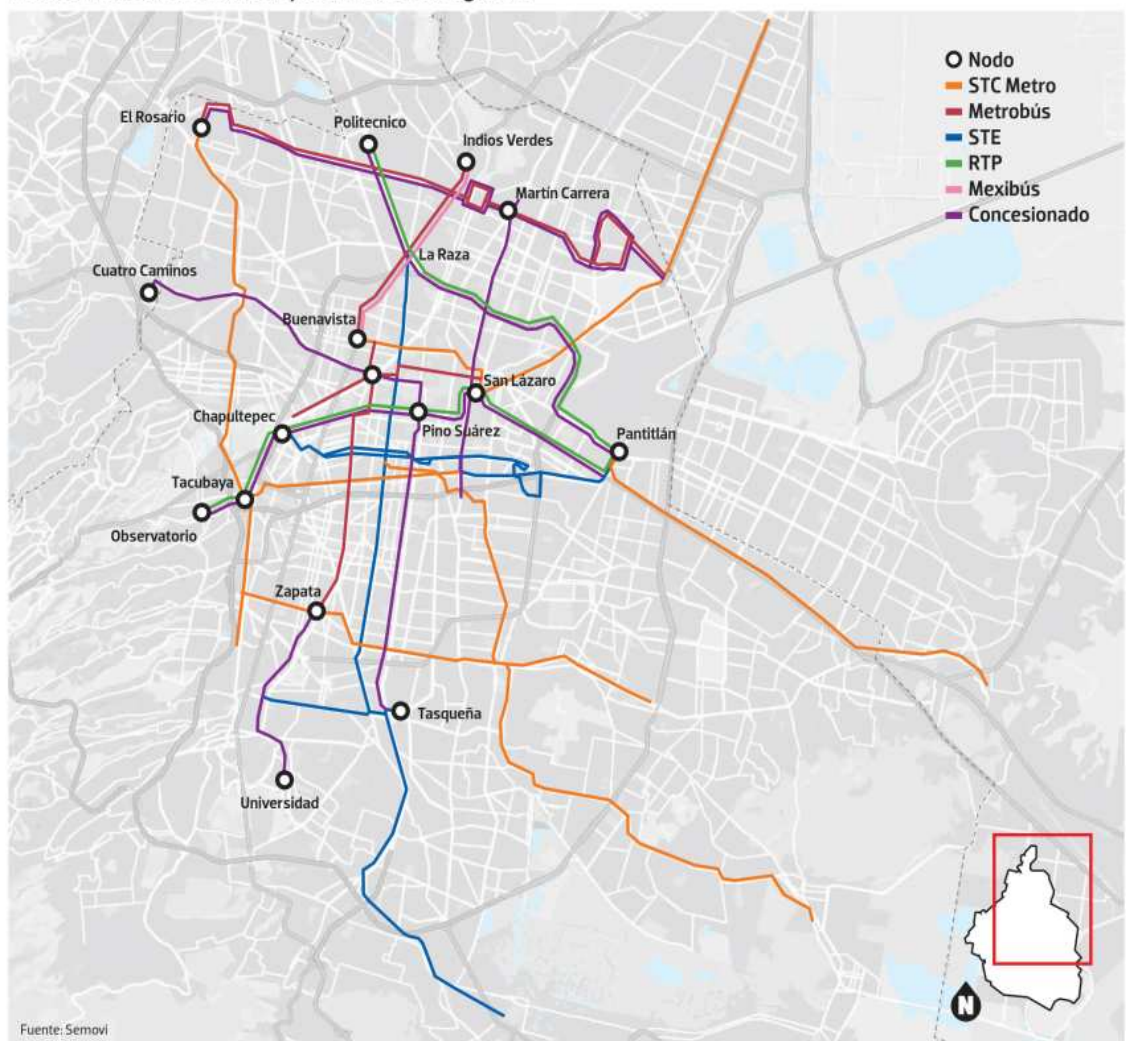 Nodo
STC Metro
Metrobús
STE
RTP
Mexibús
Concesionado
El Rosario
Politecnico
Indios Verdes
Martín Carrera
La Raza
Cuatro Caminos
Buenavista
San Lázaro
Chapultepec
Pino Suárez
Pantitlán
Tacubaya
Observatorio
Zapata
Tasqueña
Universidad
N
Fuente: Semovi